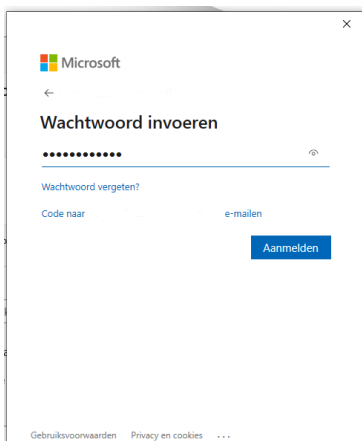 Microsoft
Wachtwoord invoeren
Wachtwoord vergeten?
Code naar e-mailen
Aanmelden
Gebruiksvoorwaarden Privacy en cookies ...